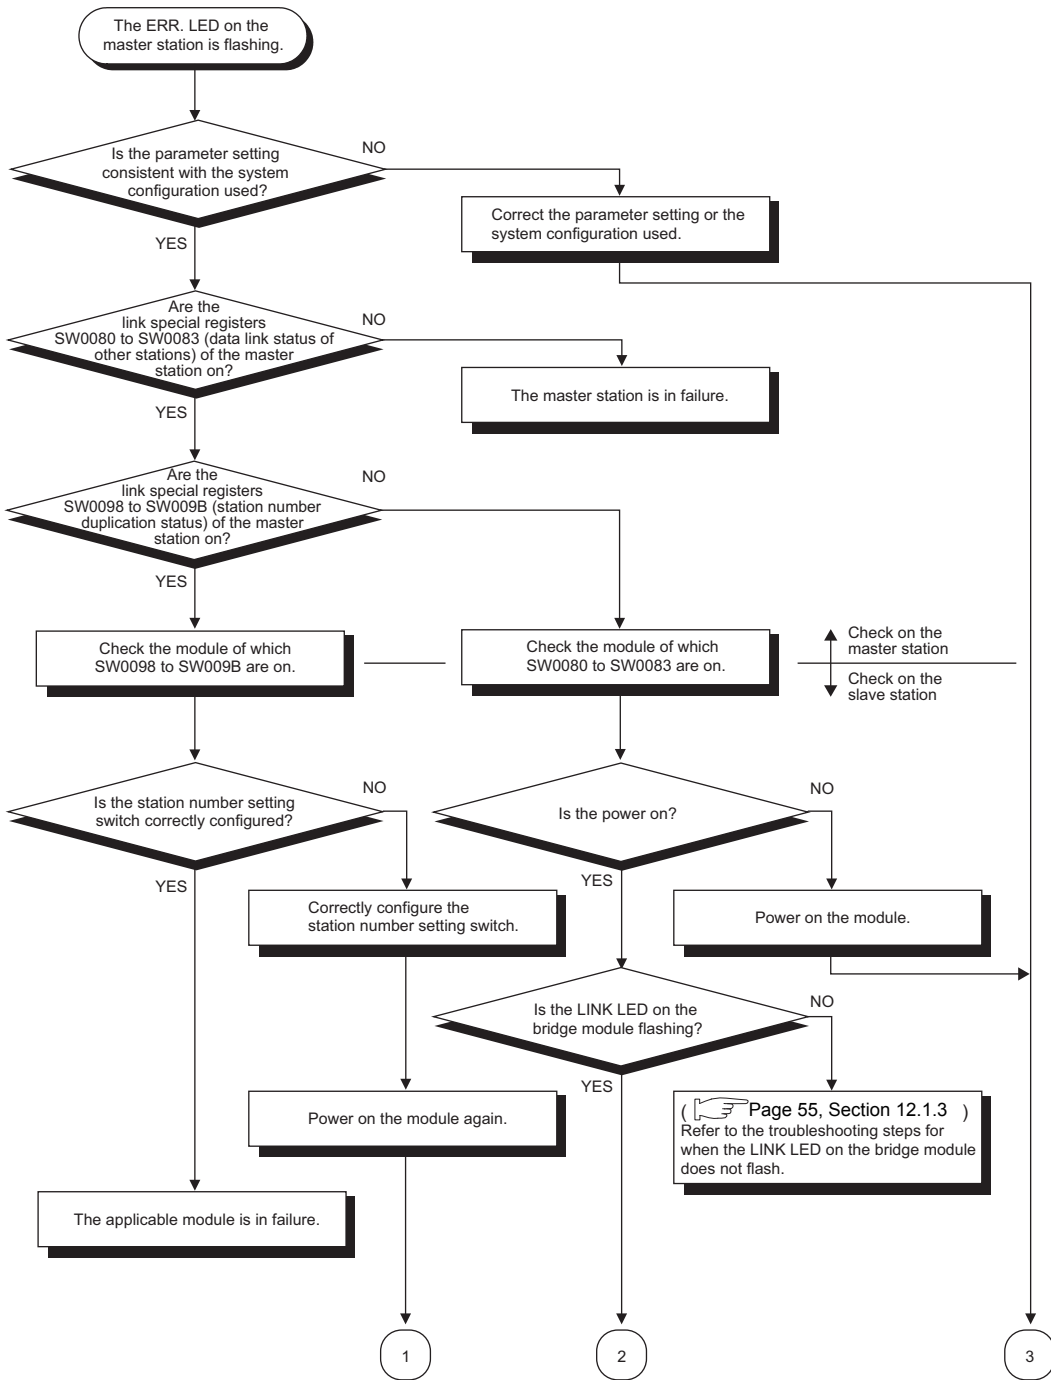 The ERR. LED on the
master station is flashing.
Is the parameter setting
consistent with the system
configuration used?
NO
YES
Correct the parameter setting or the
system configuration used.
Are the
link special registers
SW0080 to SW0083 (data link status of
other stations) of the master
station on?
NO
YES
The master station is in failure.
Are the
link special registers
SW0098 to SW009B (station number
duplication status) of the master
station on?
NO
YES
Check the module of which
SW0098 to SW009B are on.
Check the module of which
SW0080 to SW0083 are on.
Check on the
master station
Check on the
slave station
Is the station number setting
switch correctly configured?
NO
YES
Is the power on?
NO
YES
Correctly configure the
station number setting switch.
Power on the module.
Is the LINK LED on the
bridge module flashing?
NO
YES
Power on the module again.
( Page 55, Section 12.1.3 )
Refer to the troubleshooting steps for
when the LINK LED on the bridge module
does not flash.
The applicable module is in failure.
1
2
3